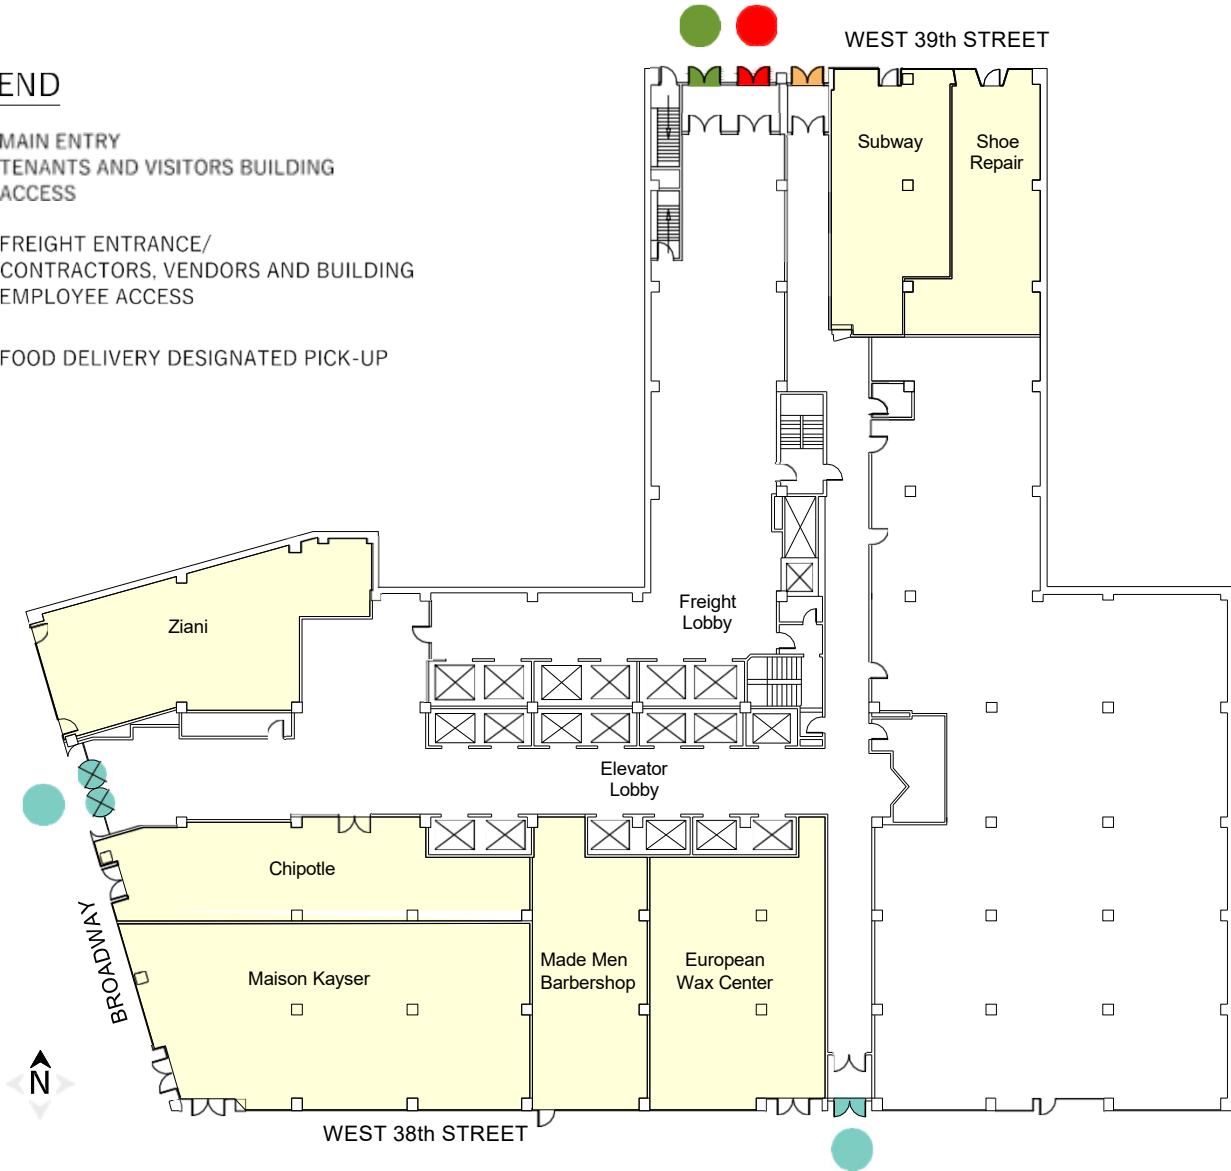 WEST 39th STREET
END
MAIN ENTRY
TENANTS AND VISITORS BUILDING
ACCESS
FREIGHT ENTRANCE/
CONTRACTORS, VENDORS AND BUILDING
EMPLOYEE ACCESS
FOOD DELIVERY DESIGNATED PICK-UP
Subway
Shoe
Repair
Freight
Lobby
Ziani
Elevator
Lobby
Chipotle
BROADWAY
Maison Kayser
Made Men
Barbershop
European
Wax Center
N
WEST 38th STREET